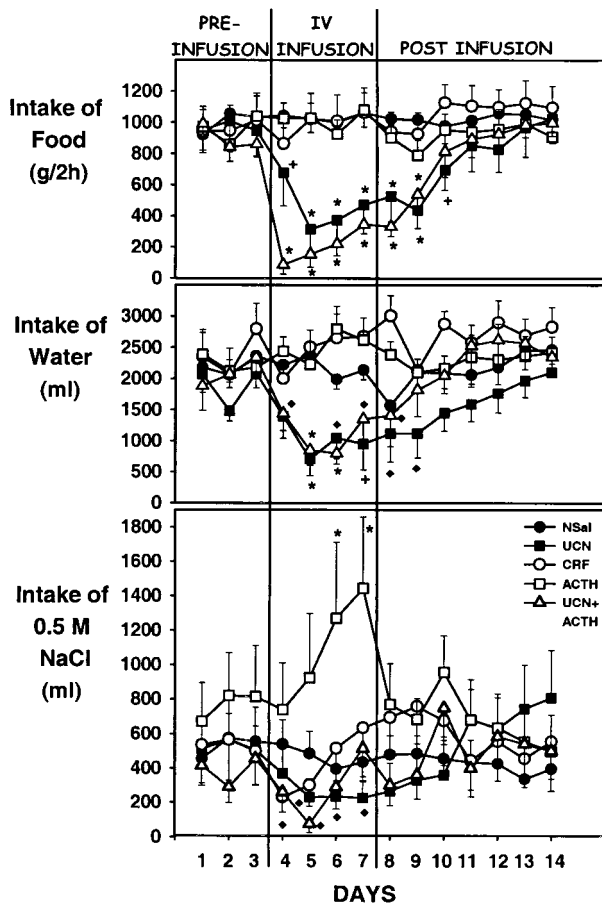 PRE-
INFUSION
IV
INFUSION
POST INFUSION
Intake of
Food
(g/2h)
1200
1000
800
600
400
200
0
Intake of
Water
(ml)
3000
2500
2000
1500
1000
500
0
Intake of
0.5 M
NaCl
(ml)
1800
1600
1400
1200
1000
800
600
400
200
0
NSal
UCN
CRF
ACTH
UCN+
ACTH
1 2 3 4 5 6 7 8 9 10 11 12 13 14
DAYS